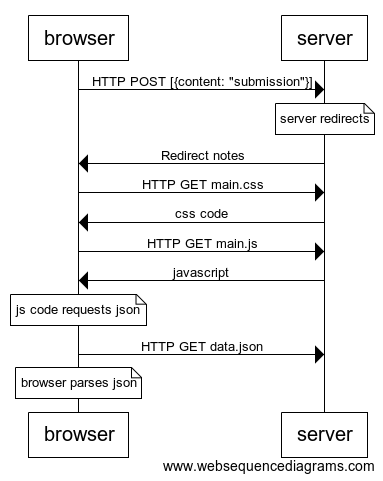 browser
server
HTTP POST [{content: "submission"}]
server redirects
Redirect notes
HTTP GET main.css
css code
HTTP GET main.js
javascript
js code requests json
HTTP GET data.json
browser parses json
browser
server
www.websequencediagrams.com